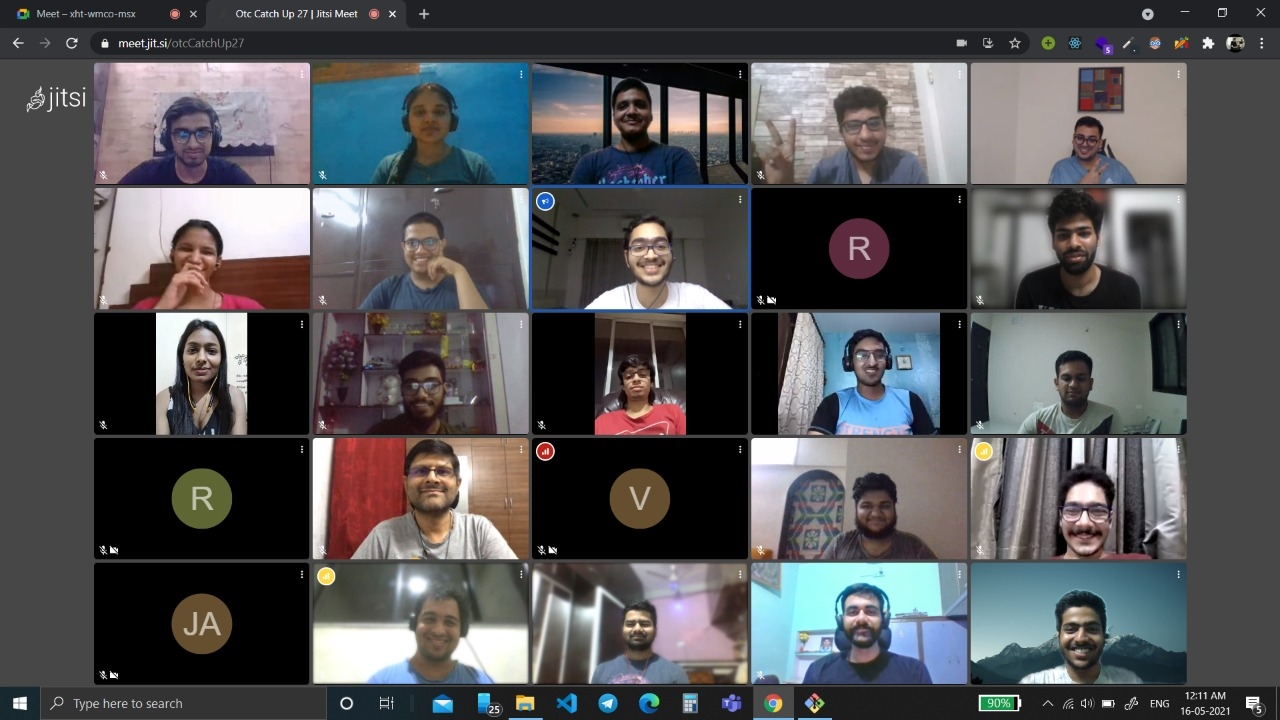 Meet – xht-wmco-msx
Otc Catch Up 27 | Jitsi Meet
meet.jit.si/otcCatchUp27
5
jitsi
R
R
V
JA
Type here to search
25
90%
ENG
12:11 AM
16-05-2021
5